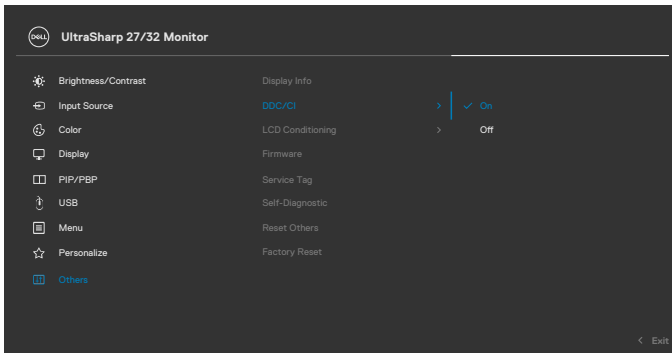 DELL UltraSharp 27/32 Monitor
Brightness/Contrast Display Info
Input Source DDC/CI On
Color LCD Conditioning Off
Display Firmware
PIP/PBP Service Tag
USB Self-Diagnostic
Menu Reset Others
Personalize Factory Reset
Others
Exit